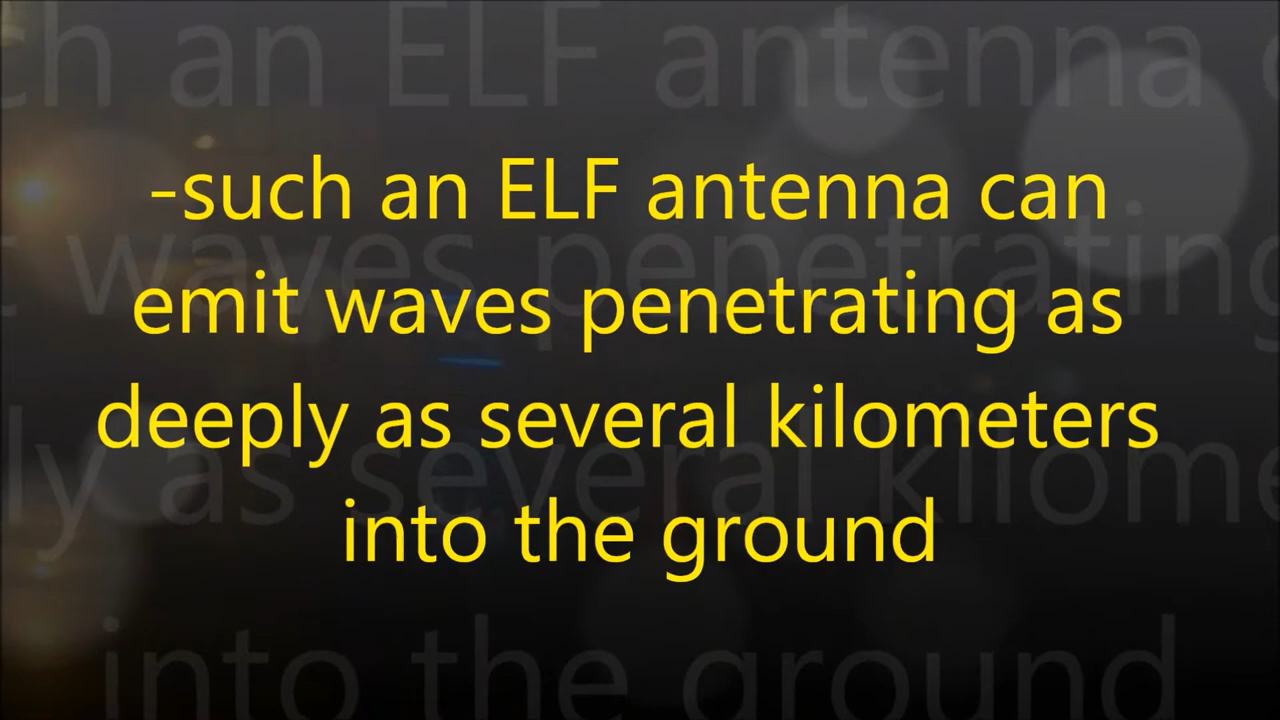 -such an ELF antenna can
emit waves penetrating as
deeply as several kilometers
into the ground